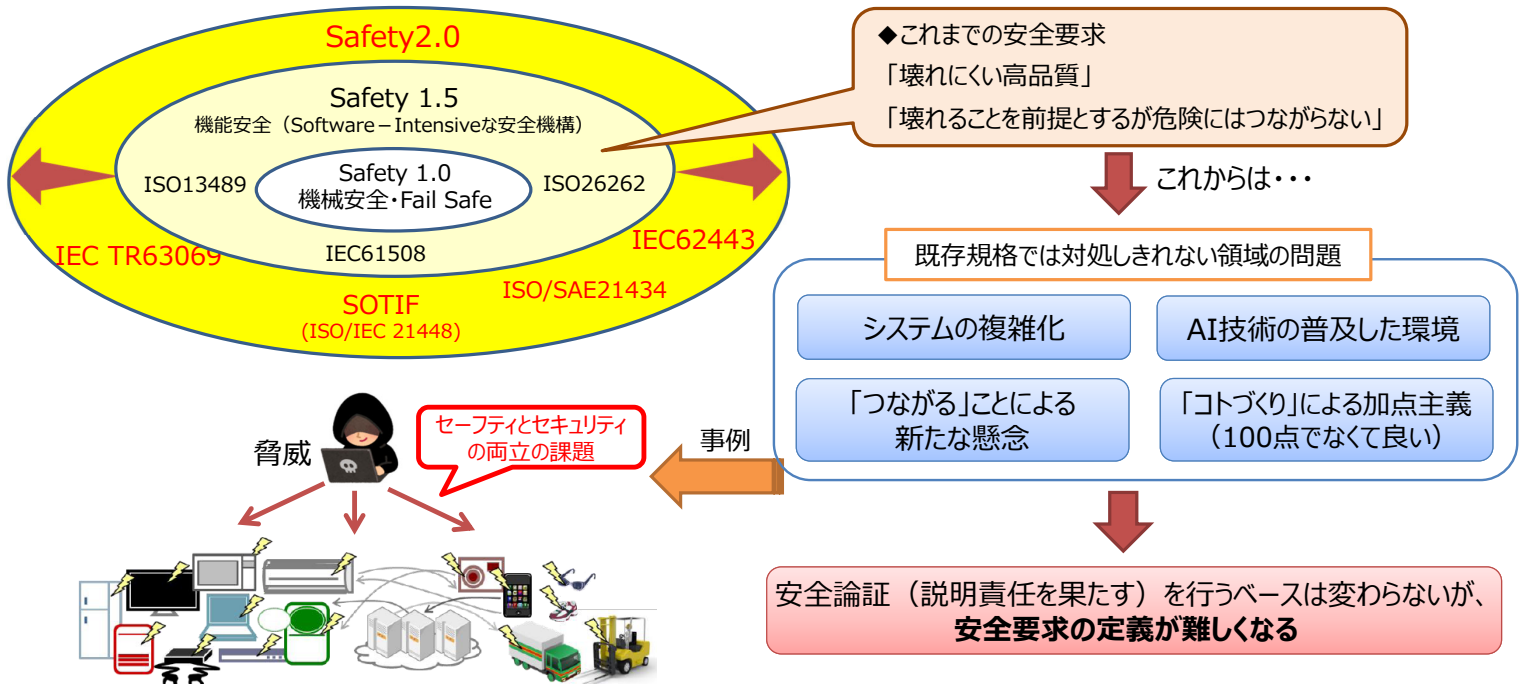 Safety2.0
Safety 1.5
機能安全（Software－Intensiveな安全機構）
ISO13489
Safety 1.0
機械安全・Fail Safe
ISO26262
IEC61508
IEC TR63069
IEC62443
ISO/SAE21434
SOTIF
(ISO/IEC 21448)
◆これまでの安全要求
「壊れにくい高品質」
「壊れることを前提とするが危険にはつながらない」
これからは・・・
既存規格では対処しきれない領域の問題
システムの複雑化
AI技術の普及した環境
「つながる」ことによる
新たな懸念
「コトづくり」による加点主義
（100点でなくて良い）
事例
セーフティとセキュリティ
の両立の課題
脅威
安全論証（説明責任を果たす）を行うベースは変わらないが、
安全要求の定義が難しくなる